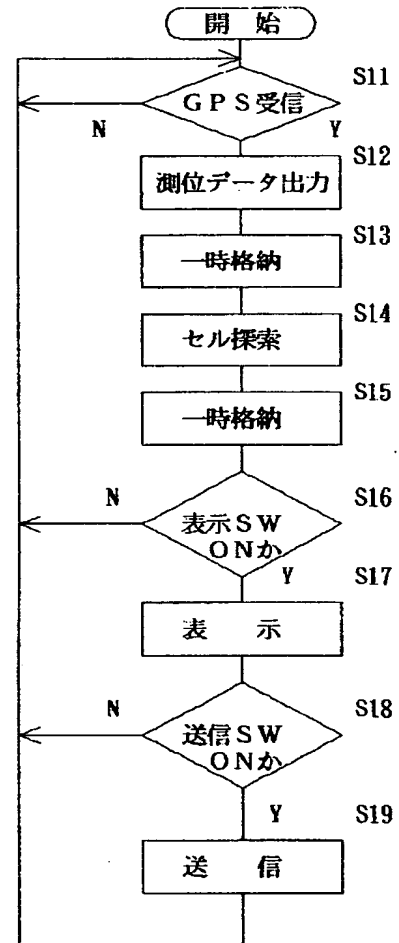 開 始
S11
GPS受信
N
Y
S12
測位データ出力
S13
一時格納
S14
セル探索
S15
一時格納
S16
N
表示SW
ONか
Y
S17
表 示
S18
N
送信SW
ONか
Y
S19
送 信